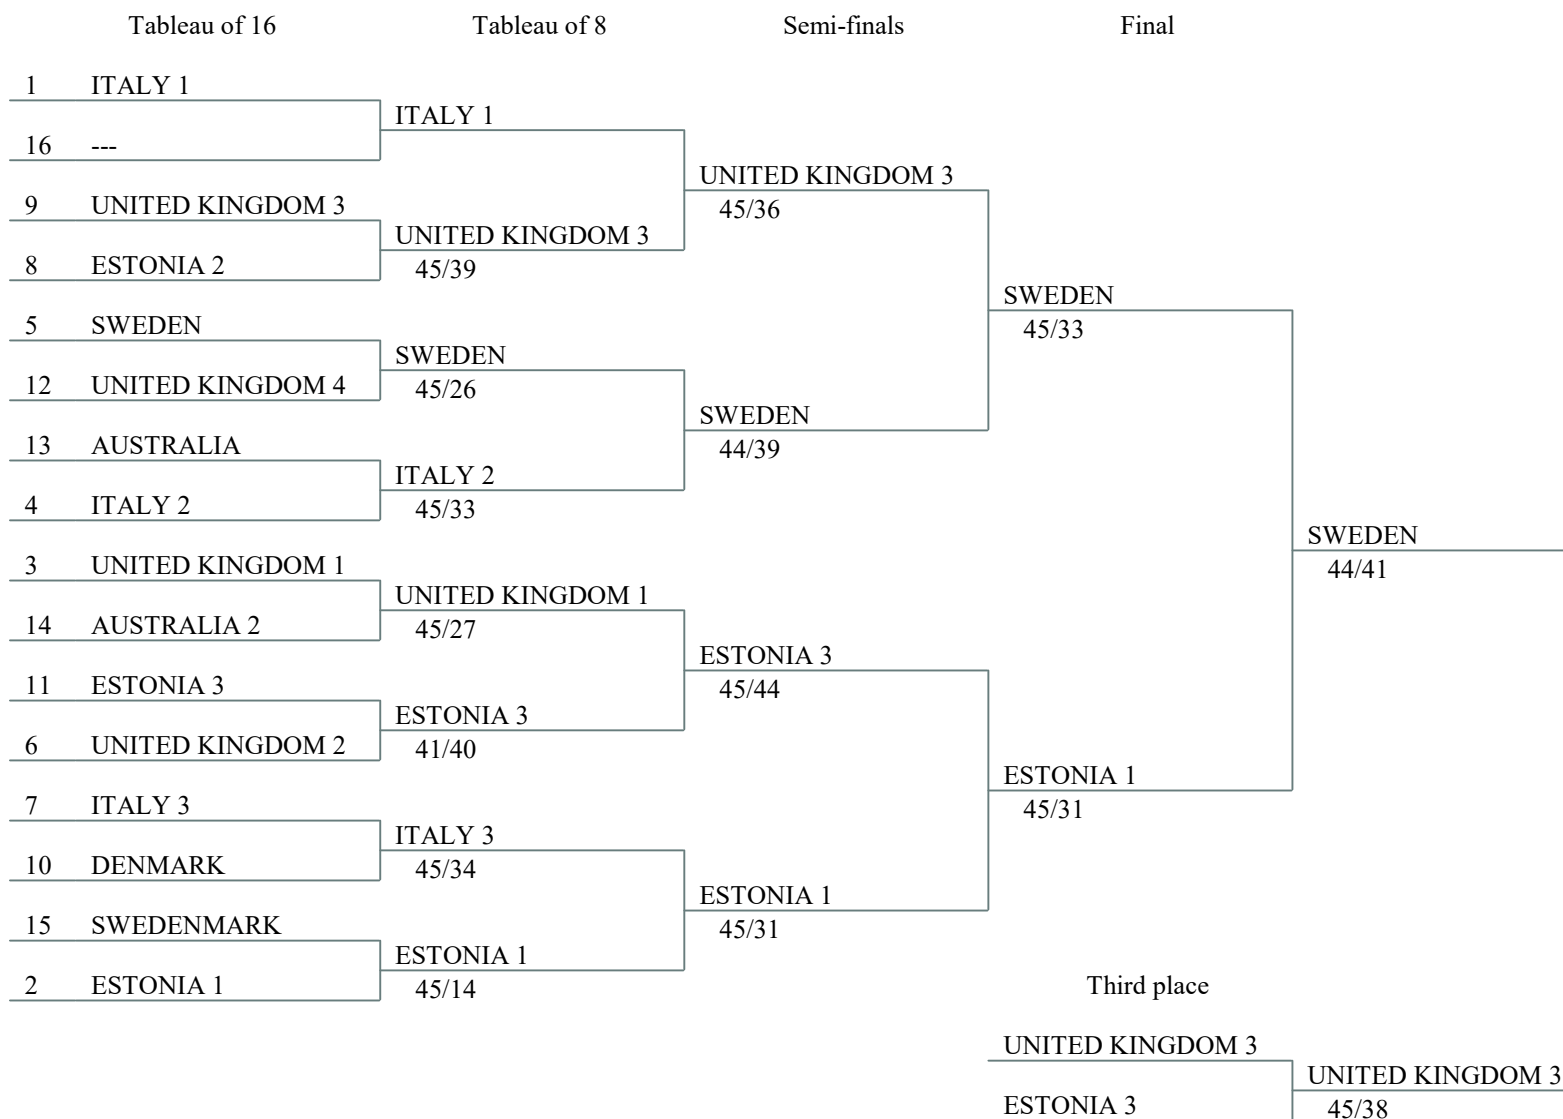 Tableau of 16 Tableau of 8 Semi-finals Final
1 ITALY 1
ITALY 1
16 ---
UNITED KINGDOM 3
9 UNITED KINGDOM 3
45/36
UNITED KINGDOM 3
8 ESTONIA 2
45/39
SWEDEN
5 SWEDEN
45/33
SWEDEN
12 UNITED KINGDOM 4
45/26
SWEDEN
13 AUSTRALIA
44/39
ITALY 2
4 ITALY 2
45/33
SWEDEN
3 UNITED KINGDOM 1
44/41
UNITED KINGDOM 1
14 AUSTRALIA 2
45/27
ESTONIA 3
11 ESTONIA 3
45/44
ESTONIA 3
6 UNITED KINGDOM 2
41/40
ESTONIA 1
7 ITALY 3
45/31
ITALY 3
10 DENMARK
45/34
ESTONIA 1
15 SWEDENMARK
45/31
ESTONIA 1
2 ESTONIA 1
45/14
Third place
UNITED KINGDOM 3
UNITED KINGDOM 3
ESTONIA 3
45/38